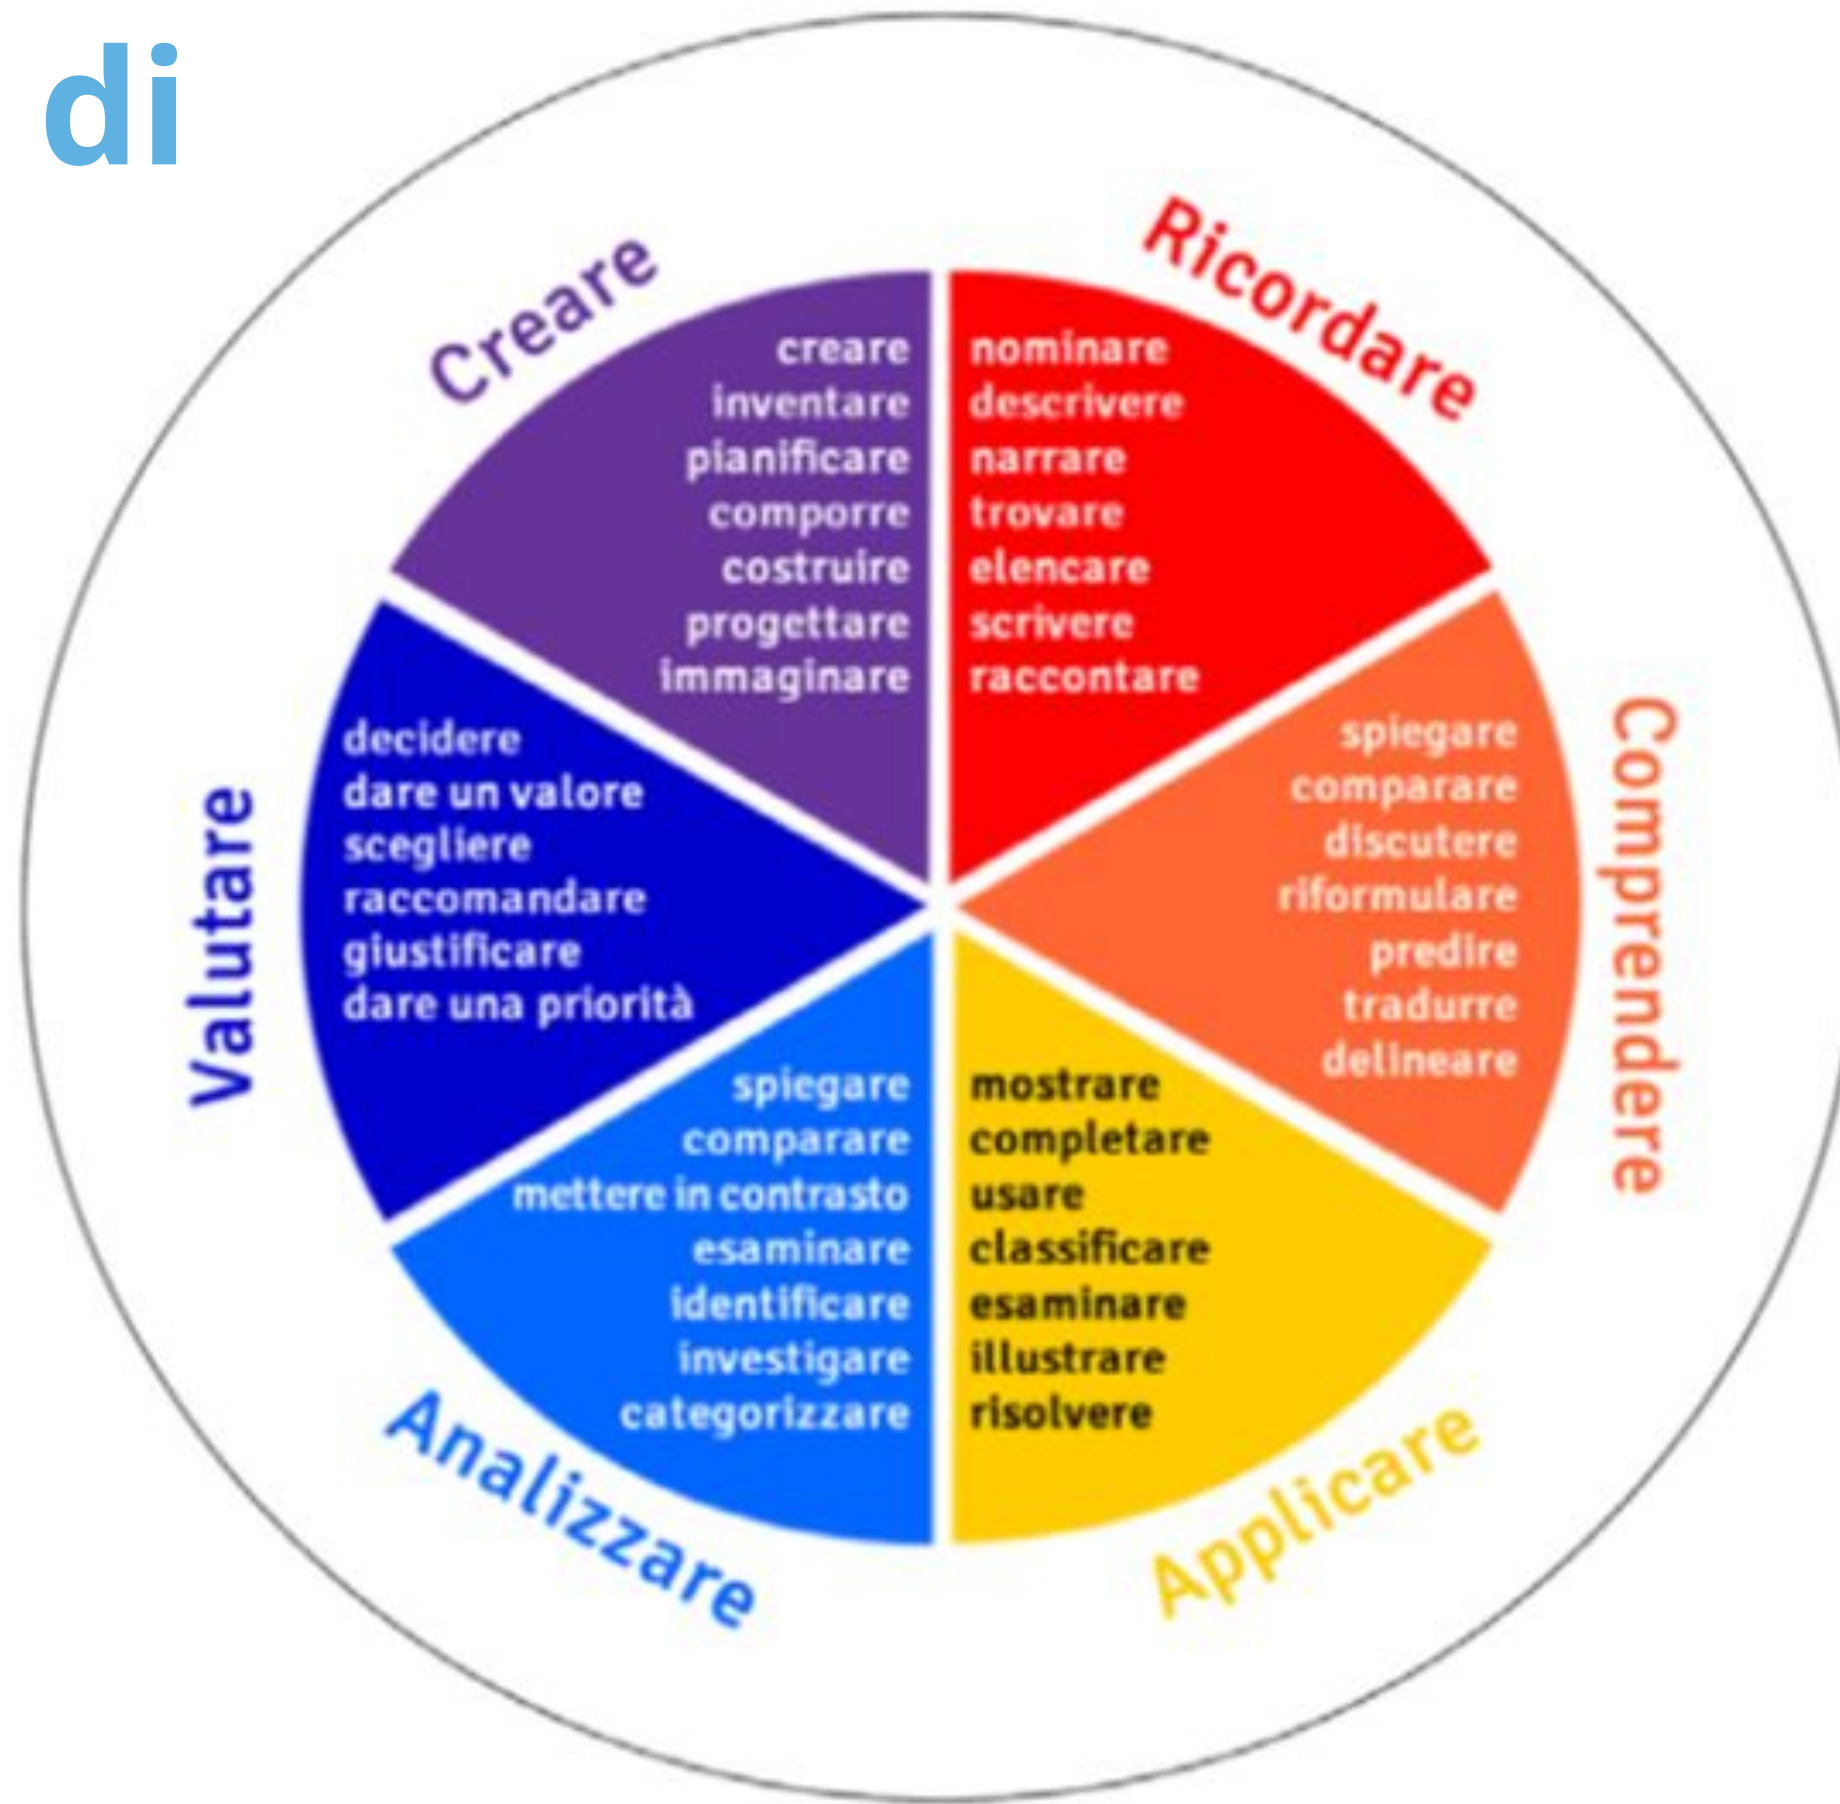 di
Creare
creare
inventare
pianificare
comporre
costruire
progettare
immaginare
Ricordare
nominare
descrivere
narrare
trovare
elencare
scrivere
raccontare
Comprendere
spiegare
comparare
discutere
riformulare
predire
tradurre
delineare
Applicare
mostrare
completare
usare
classificare
esaminare
illustrare
risolvere
Analizzare
spiegare
comparare
mettere in contrasto
esaminare
identificare
investigare
categorizzare
Valutare
decidere
dare un valore
scegliere
raccomandare
giustificare
dare una priorità